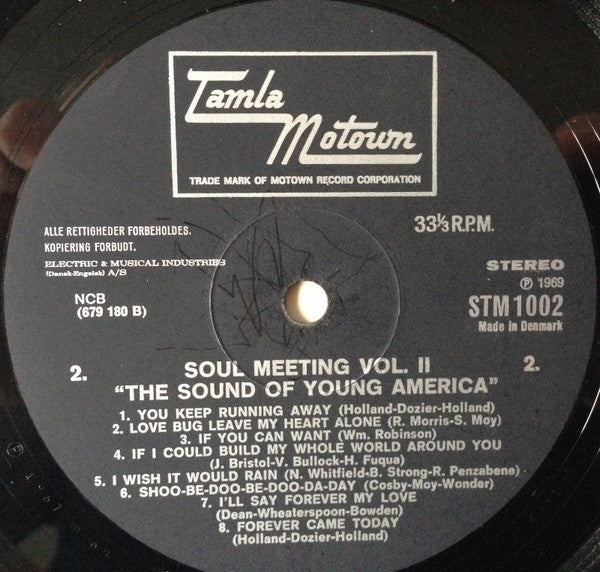 Tamla
Motown
TRADE MARK OF MOTOWN RECORD CORPORATION
ALLE RETTIGHEDER FORBEHOLDES.
KOPIERING FORBUDT.
ELECTRIC & MUSICAL INDUSTRIES
(Dansk-Engelsk) A/S
NCB
(679 180 B)
33⅓ R.P.M.
STEREO
Ⓟ 1969
STM 1002
Made in Denmark
2.
2.
SOUL MEETING VOL. II
"THE SOUND OF YOUNG AMERICA"
1. YOU KEEP RUNNING AWAY (Holland-Dozier-Holland)
2. LOVE BUG LEAVE MY HEART ALONE (R. Morris-S. Moy)
3. IF YOU CAN WANT (Wm. Robinson)
4. IF I COULD BUILD MY WHOLE WORLD AROUND YOU
(J. Bristol-V. Bullock-H. Fuqua)
5. I WISH IT WOULD RAIN (N. Whitfield-B. Strong-R. Penzabene)
6. SHOO-BE-DOO-BE-DOO-DA-DAY (Cosby-Moy-Wonder)
7. I'LL SAY FOREVER MY LOVE
(Dean-Wheaterspoon-Bowden)
8. FOREVER CAME TODAY
(Holland-Dozier-Holland)